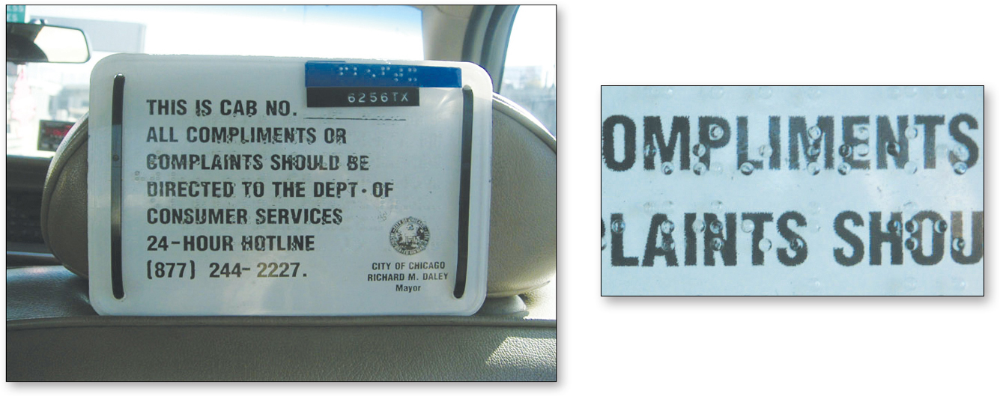 6256TX
THIS IS CAB NO.
ALL COMPLIMENTS OR
COMPLAINTS SHOULD BE
DIRECTED TO THE DEPT. OF
CONSUMER SERVICES
24-HOUR HOTLINE
(877) 244-2227.
CITY OF CHICAGO
RICHARD M. DALEY
Mayor
OMPLIMENTS
PLAINTS SHOU